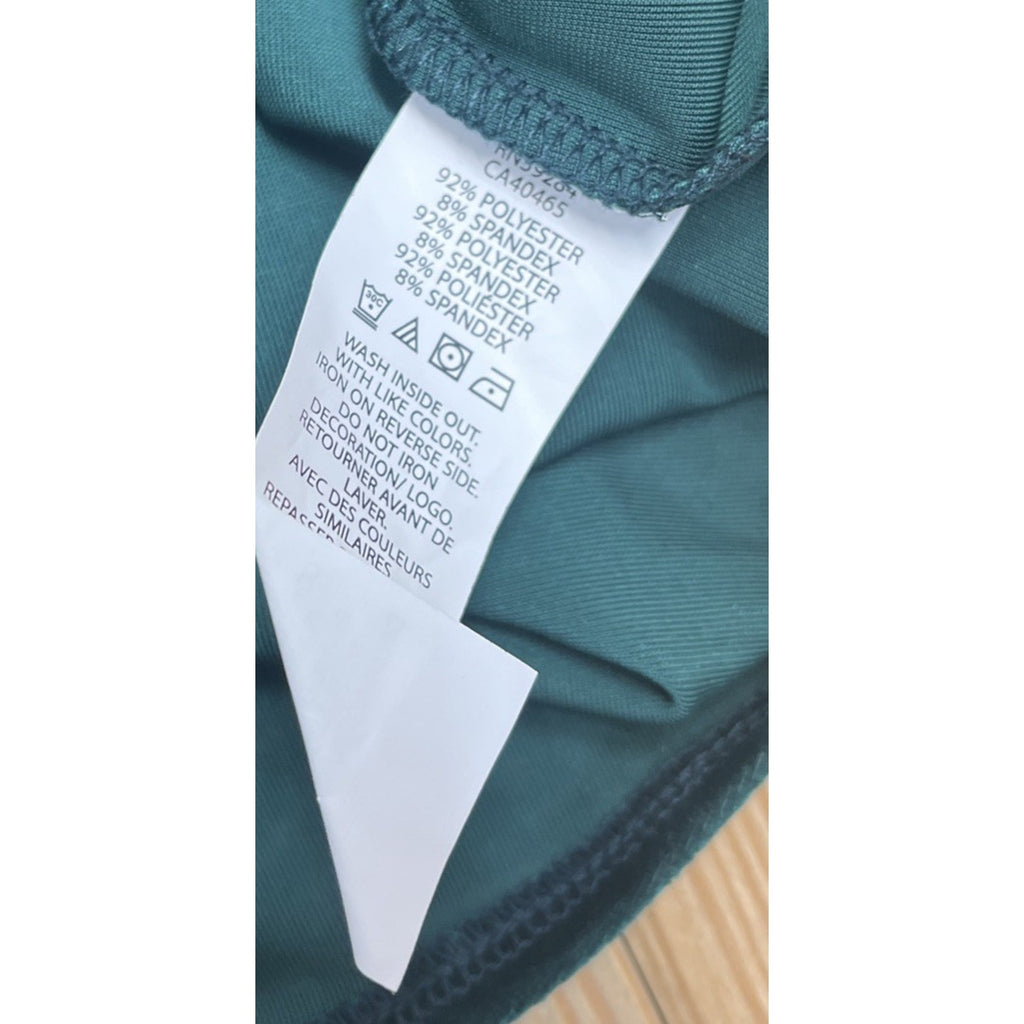 CA40465
92% POLYESTER
8% SPANDEX
92% POLYESTER
8% SPANDEX
92% POLIÉSTER
8% SPANDEX
30C
WASH INSIDE OUT.
WITH LIKE COLORS.
IRON ON REVERSE SIDE.
DO NOT IRON
DECORATION/ LOGO.
RETOURNER AVANT DE
LAVER.
AVEC DES COULEURS
SIMILAIRES